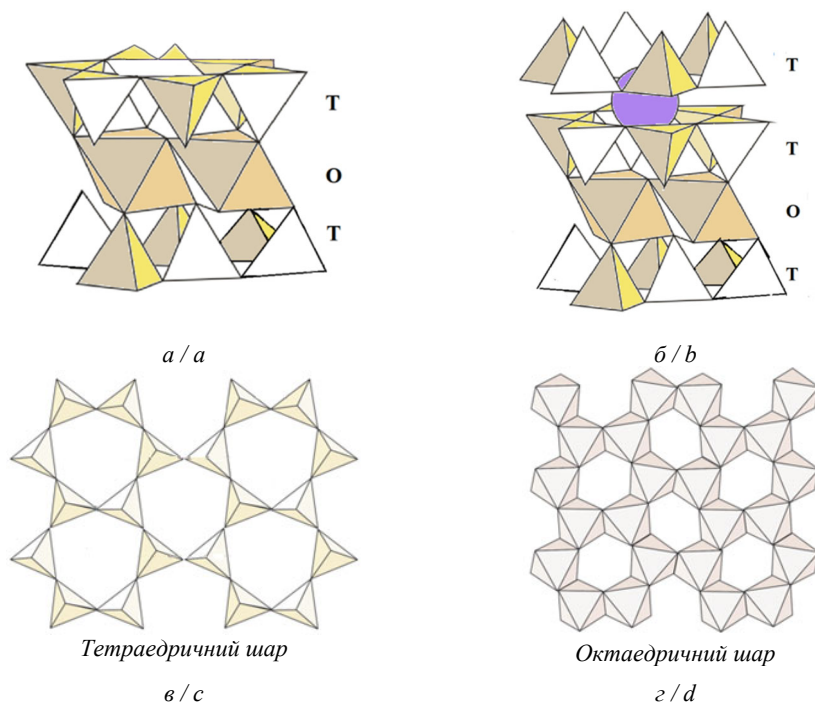 Т
О
Т
Т
Т
О
Т
а / a
б / b
Тетраедричний шар
Октаедричний шар
в / c
г / d